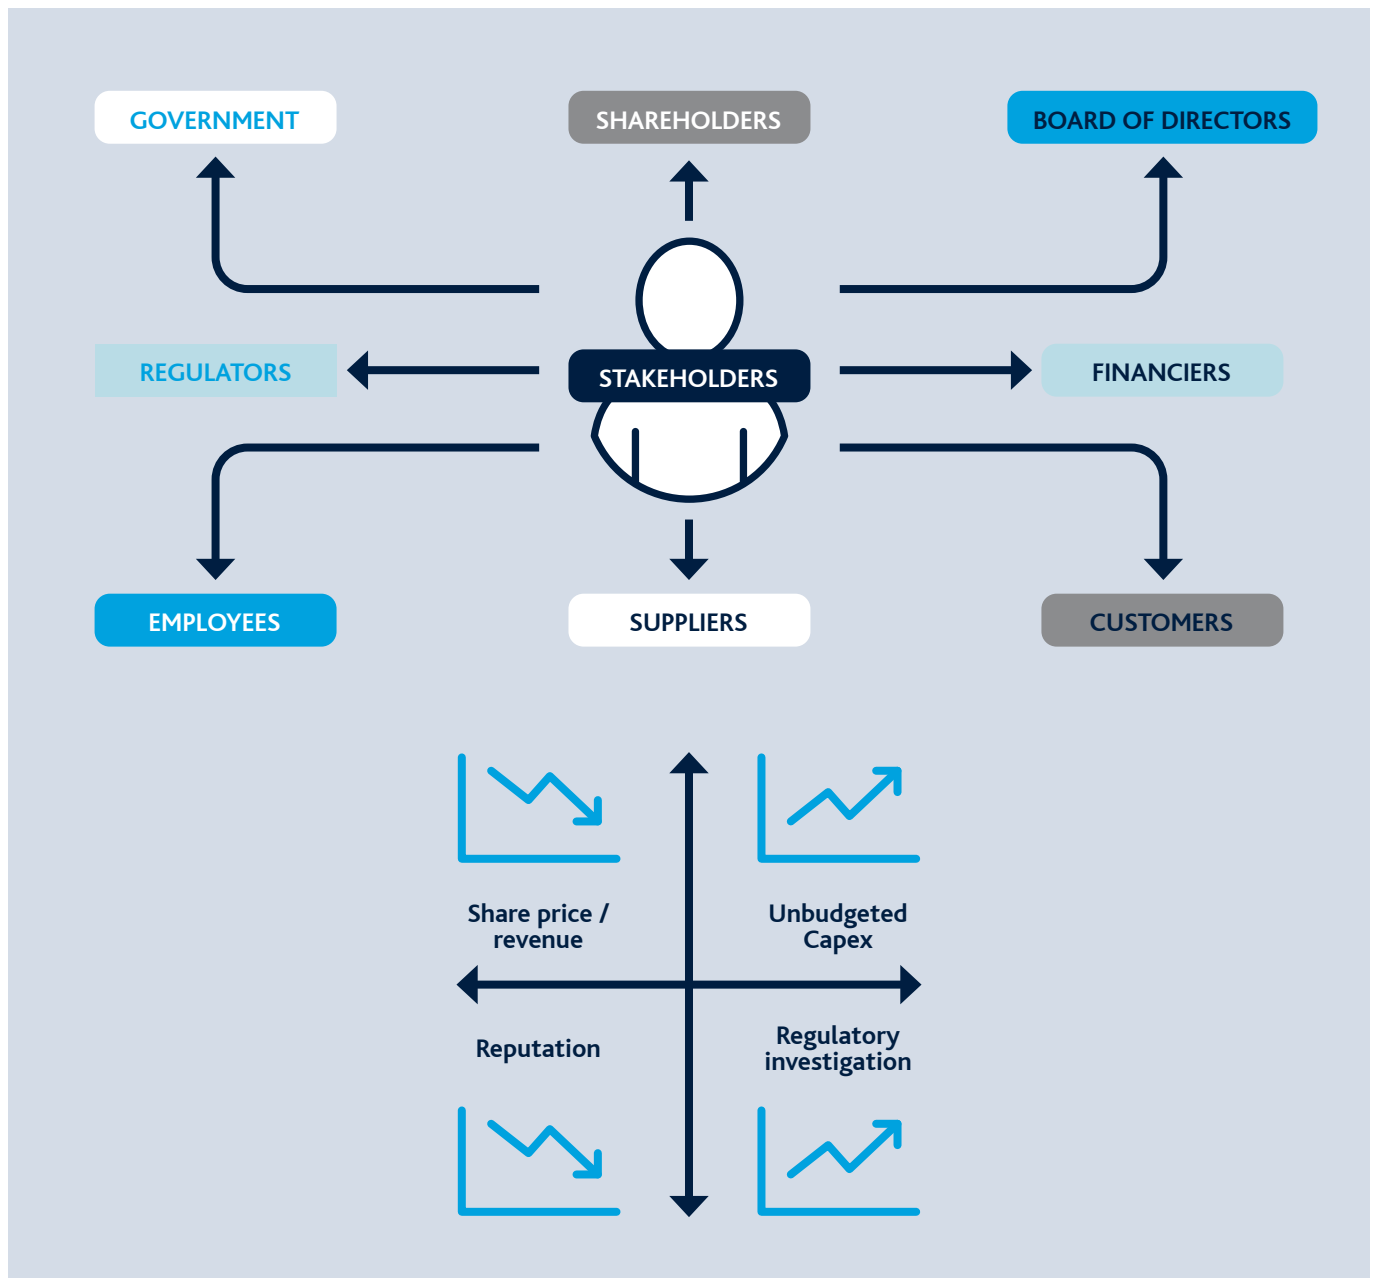 GOVERNMENT
SHAREHOLDERS
BOARD OF DIRECTORS
REGULATORS
STAKEHOLDERS
FINANCIERS
EMPLOYEES
SUPPLIERS
CUSTOMERS
Share price /
revenue
Unbudgeted
Capex
Reputation
Regulatory
investigation